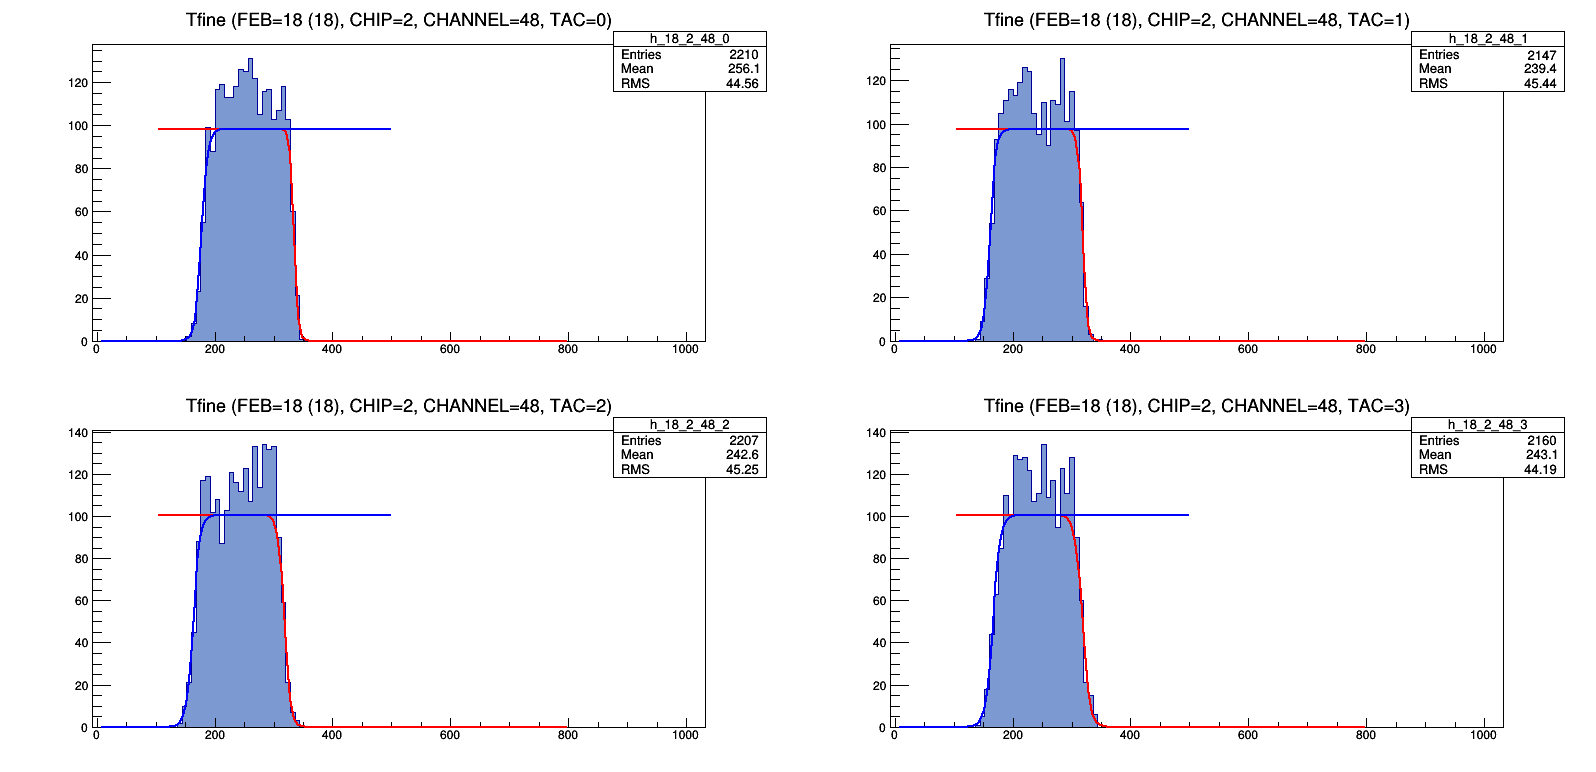 Tfine (FEB=18 (18), CHIP=2, CHANNEL=48, TAC=0)
h_18_2_48_0
Entries 2210
Mean 256.1
RMS 44.56
120
100
80
60
40
20
0
0 200 400 600 800 1000
Tfine (FEB=18 (18), CHIP=2, CHANNEL=48, TAC=1)
h_18_2_48_1
Entries 2147
Mean 239.4
RMS 45.44
120
100
80
60
40
20
0
0 200 400 600 800 1000
Tfine (FEB=18 (18), CHIP=2, CHANNEL=48, TAC=2)
h_18_2_48_2
Entries 2207
Mean 242.6
RMS 45.25
140
120
100
80
60
40
20
0
0 200 400 600 800 1000
Tfine (FEB=18 (18), CHIP=2, CHANNEL=48, TAC=3)
h_18_2_48_3
Entries 2160
Mean 243.1
RMS 44.19
140
120
100
80
60
40
20
0
0 200 400 600 800 1000